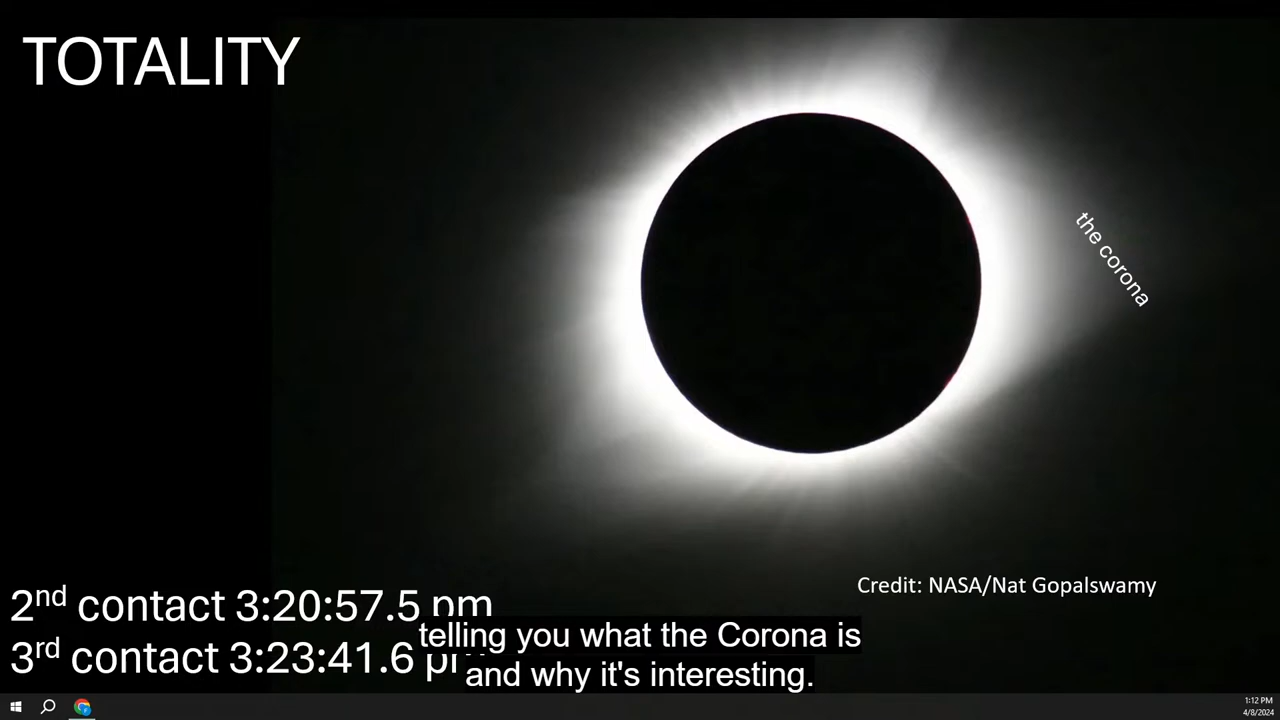 TOTALITY
the corona
Credit: NASA/Nat Gopalswamy
2nd contact 3:20:57.5 pm
3rd contact 3:23:41.6
telling you what the Corona is
and why it's interesting.
1:12 PM
4/8/2024